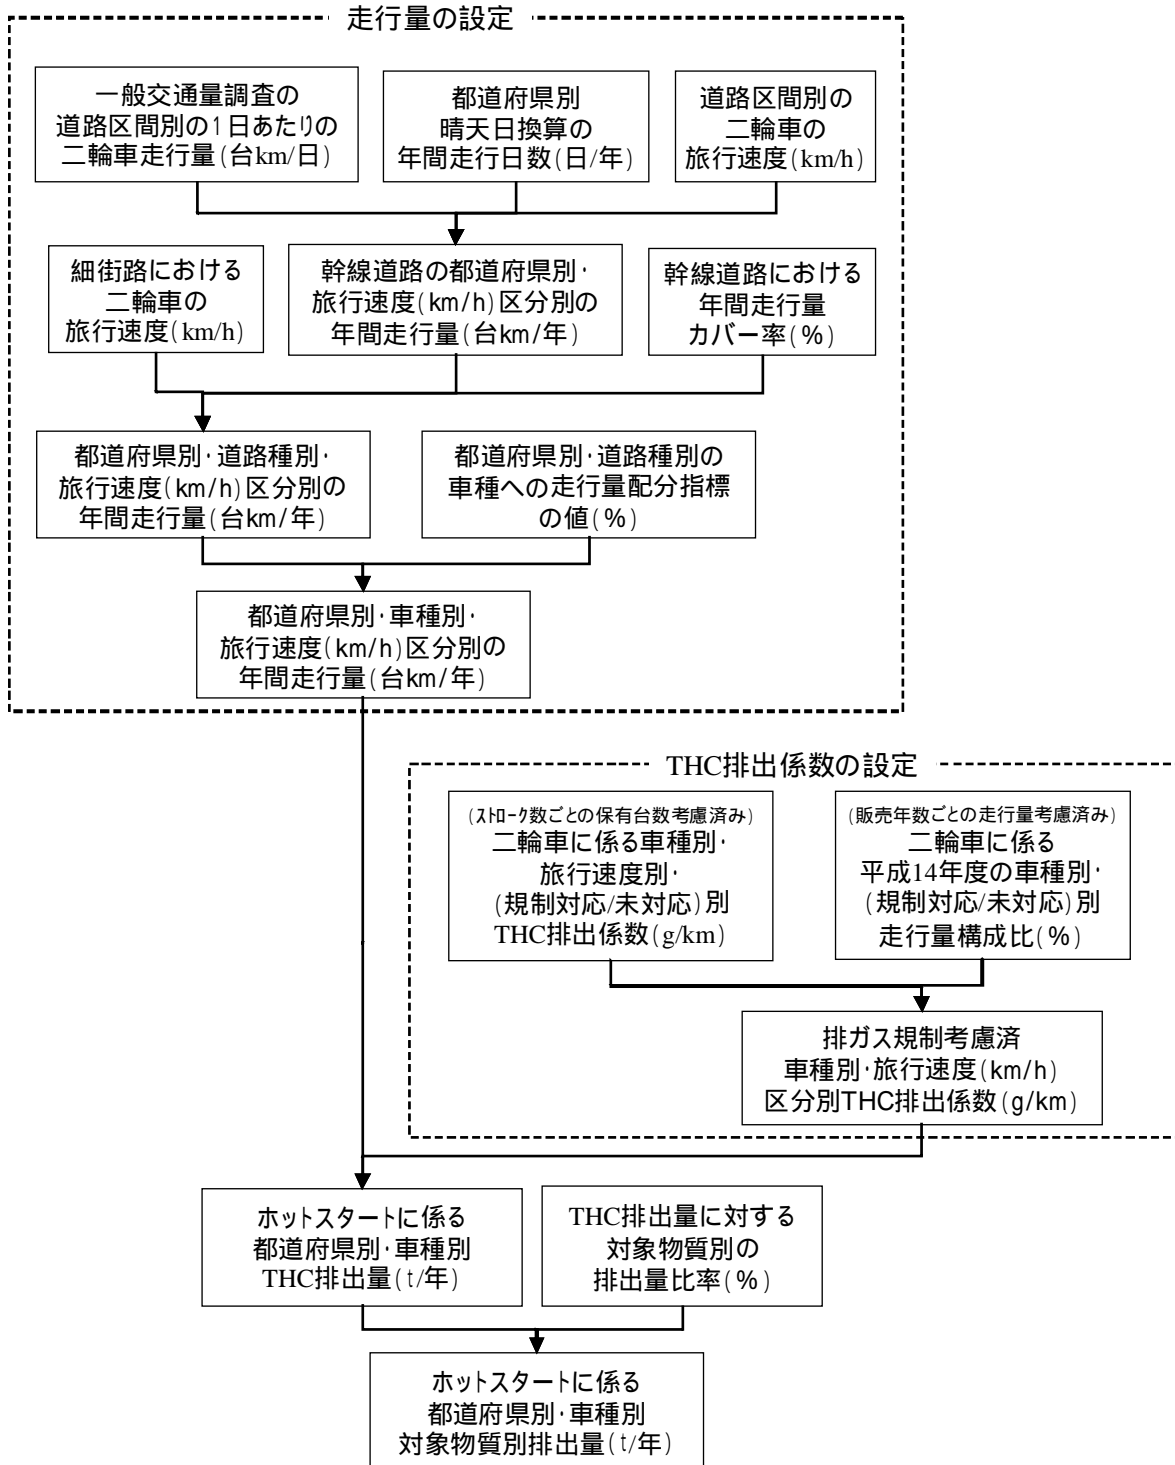 走行量の設定
一般交通量調査の
道路区間別の1日あたりの
二輪車走行量(台km/日)
都道府県別
晴天日換算の
年間走行日数(日/年)
道路区間別の
二輪車の
旅行速度(km/h)
細街路における
二輪車の
旅行速度(km/h)
幹線道路の都道府県別・
旅行速度(km/h)区分別の
年間走行量(台km/年)
幹線道路における
年間走行量
カバー率(%)
都道府県別・道路種別・
旅行速度(km/h)区分別の
年間走行量(台km/年)
都道府県別・道路種別の
車種への走行量配分指標
の値(%)
都道府県別・車種別・
旅行速度(km/h)区分別の
年間走行量(台km/年)
THC排出係数の設定
(ストローク数ごとの保有台数考慮済み)
二輪車に係る車種別・
旅行速度別・
(規制対応/未対応)別
THC排出係数(g/km)
(販売年数ごとの走行量考慮済み)
二輪車に係る
平成14年度の車種別・
(規制対応/未対応)別
走行量構成比(%)
排ガス規制考慮済
車種別・旅行速度(km/h)
区分別THC排出係数(g/km)
ホットスタートに係る
都道府県別・車種別
THC排出量(t/年)
THC排出量に対する
対象物質別の
排出量比率(%)
ホットスタートに係る
都道府県別・車種別
対象物質別排出量(t/年)